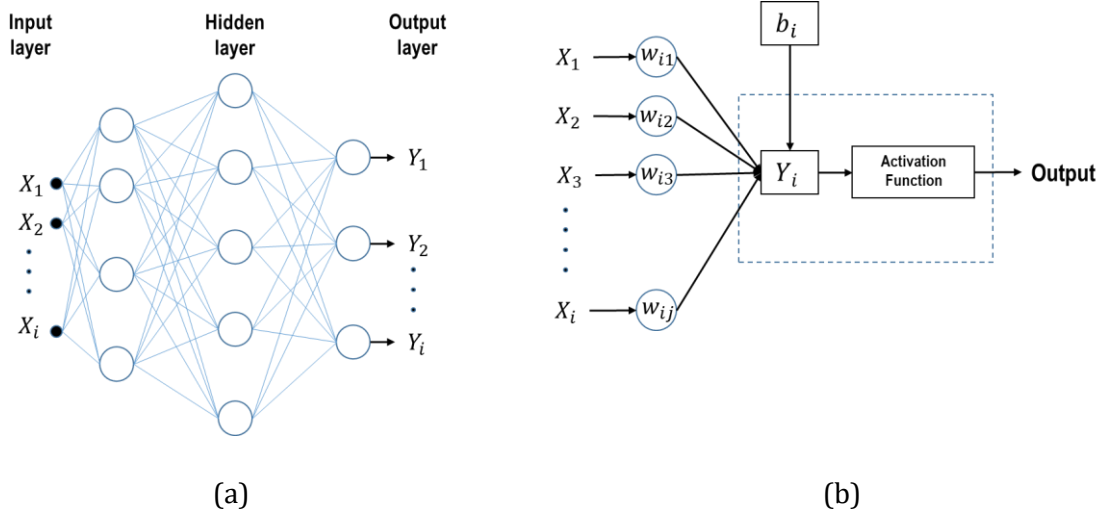 Input
layer
Hidden
layer
Output
layer
X₁
X₂
Xᵢ
Y₁
Y₂
Yᵢ
(a)
bᵢ
X₁
wᵢ₁
X₂
wᵢ₂
X₃
wᵢ₃
Xᵢ
wᵢⱼ
Yᵢ
Activation
Function
Output
(b)